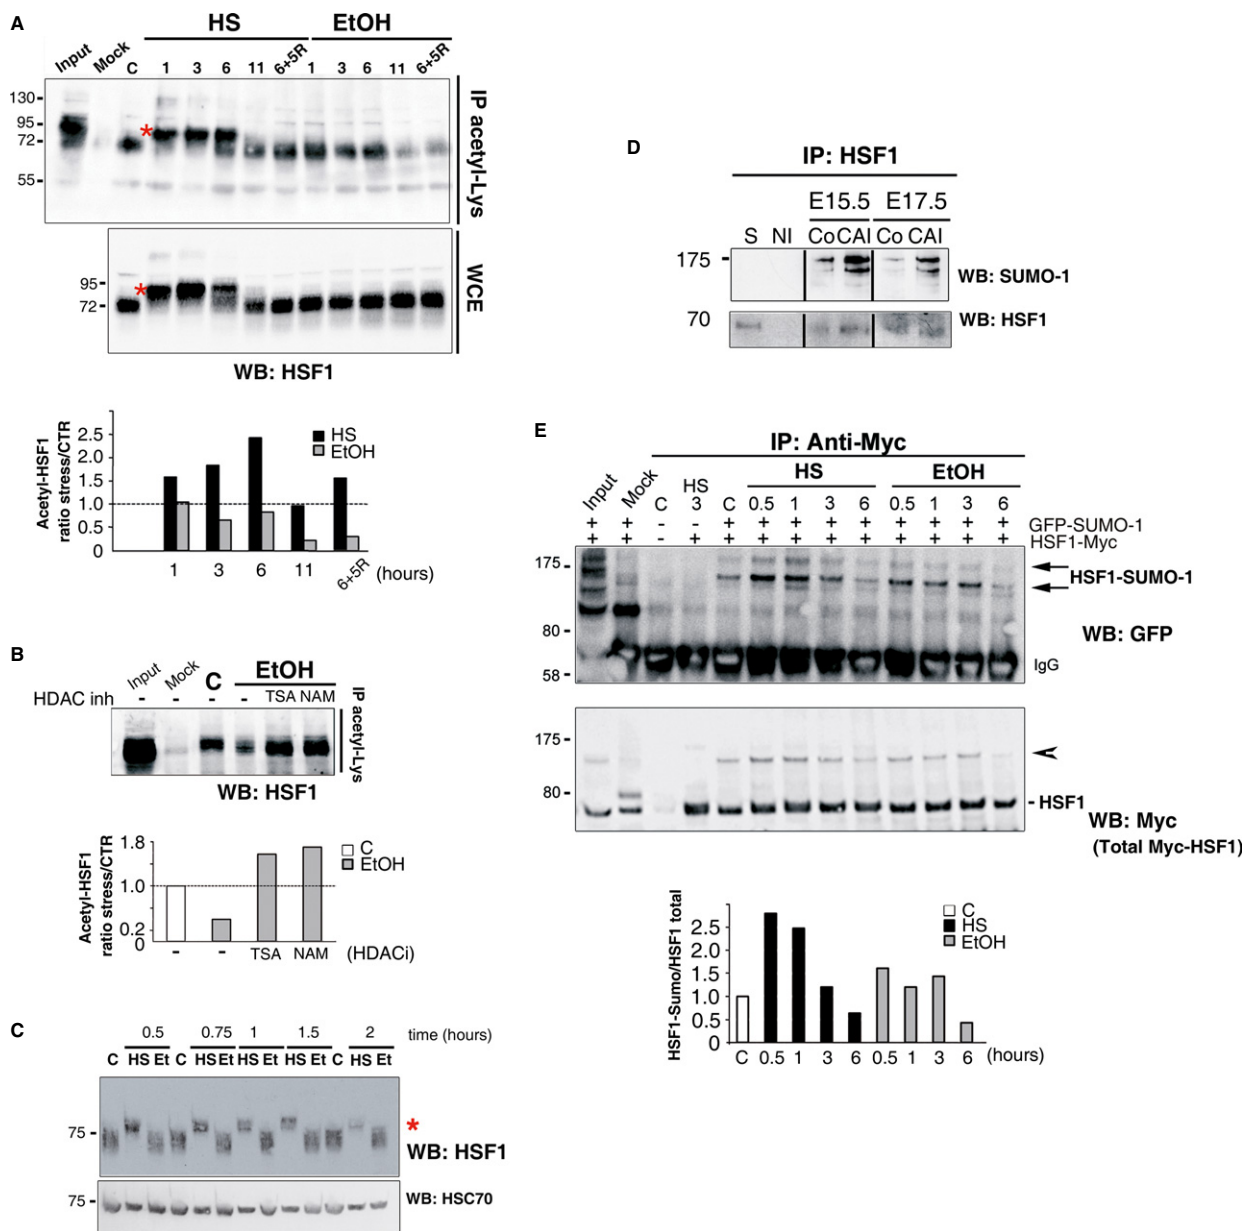 A
HS EtOH
Input Mock C 1 3 6 11 6+5R 1 3 6 11 6+5R
130
95
*
72
55
IP acetyl-Lys
95
*
72
WCE
WB: HSF1
Acetyl-HSF1
ratio stress/CTR
2.5
2.0
1.5
1.0
0.5
0
HS
EtOH
1 3 6 11 6+5R (hours)
B
Input Mock C EtOH
HDAC inh - - - TSA NAM
IP acetyl-Lys
WB: HSF1
Acetyl-HSF1
ratio stress/CTR
1.8
1.0
0.2
0
C
EtOH
- - TSA NAM (HDACi)
C
0.5 0.75 1 1.5 2 time (hours)
C HS Et C HS Et HS Et HS Et C HS Et
75
*
WB: HSF1
75
WB: HSC70
D
IP: HSF1
E15.5 E17.5
S NI Co CAI Co CAI
175
WB: SUMO-1
70
WB: HSF1
E
IP: Anti-Myc
HS EtOH
Input Mock C HS 3 C 0.5 1 3 6 0.5 1 3 6
+ + - - + + + + + + + + + GFP-SUMO-1
+ + - + + + + + + + + + + HSF1-Myc
175
HSF1-SUMO-1
80
WB: GFP
58
IgG
175
80
-HSF1
WB: Myc
(Total Myc-HSF1)
HSF1-Sumo/HSF1 total
2.5
2.0
1.5
1.0
0.5
0
C
HS
EtOH
C 0.5 1 3 6 0.5 1 3 6 (hours)